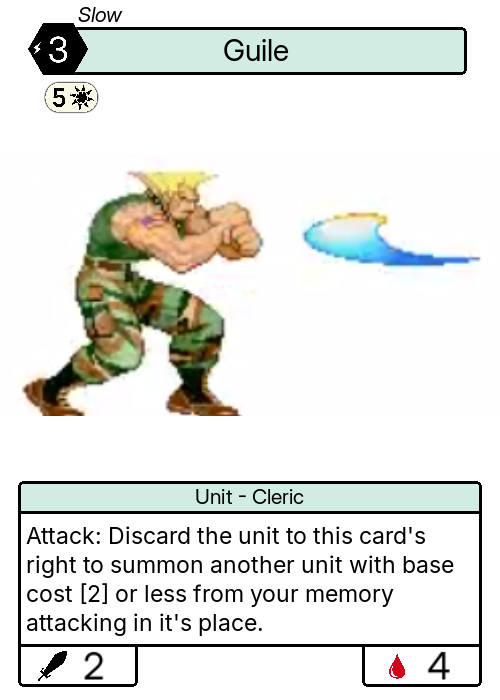 Slow
3
Guile
5
Unit - Cleric
Attack: Discard the unit to this card's
right to summon another unit with base
cost [2] or less from your memory
attacking in it's place.
2
4